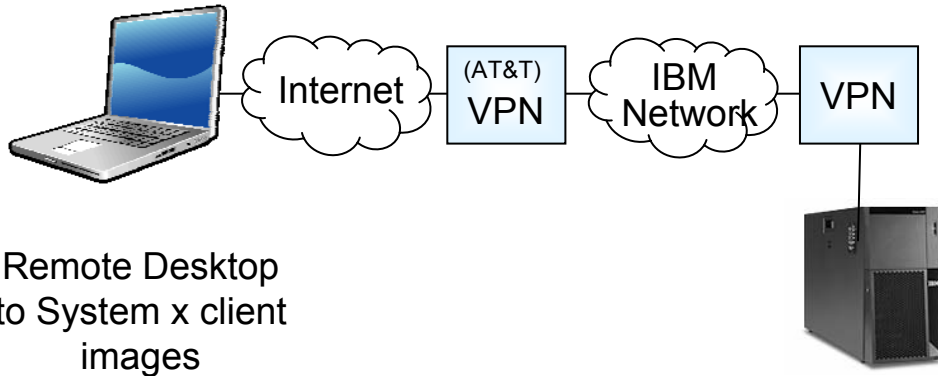 Internet
(AT&T)
VPN
IBM
Network
VPN
Remote Desktop
to System x client
images